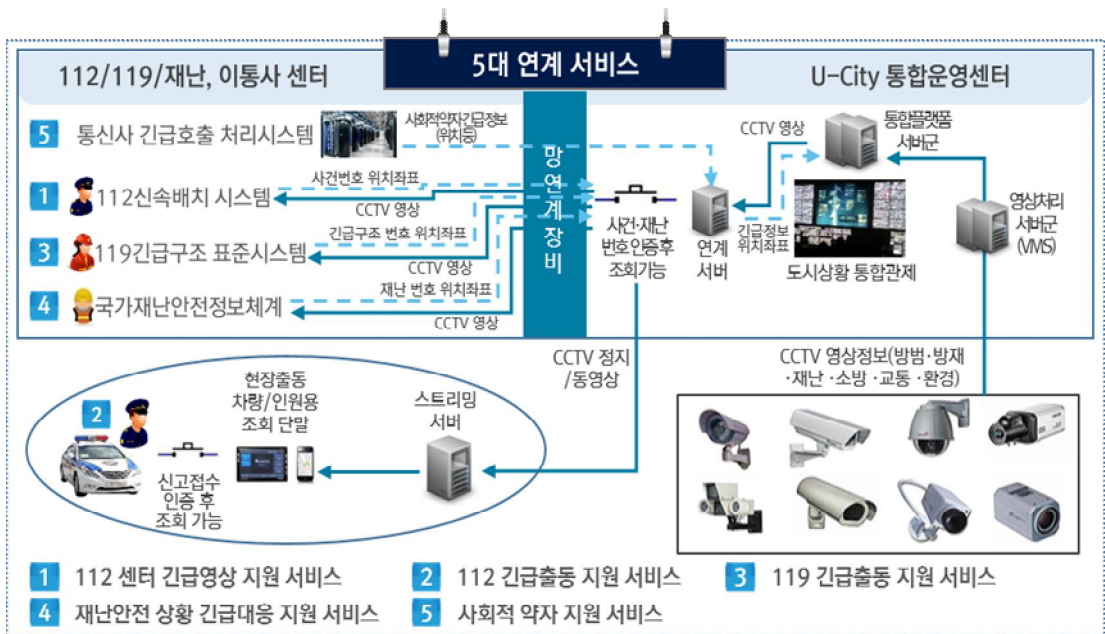 5대 연계 서비스
112/119/재난, 이통사 센터
U-City 통합운영센터
5
통신사 긴급호출 처리시스템
사회적약자긴급정보
(위치등)
1
112신속배치 시스템
사건번호 위치좌표
CCTV 영상
3
119긴급구조 표준시스템
긴급구조 번호 위치좌표
CCTV 영상
4
국가재난안전정보체계
재난 번호 위치좌표
CCTV 영상
망연계장비
사건·재난
번호 인증 후
조회가능
연계
서버
CCTV 영상
긴급정보
위치좌표
통합플랫폼
서버군
도시상황 통합관제
영상처리
서버군
(VMS)
CCTV 정지
/동영상
CCTV 영상정보(방범·방재
·재난 ·소방 ·교통 ·환경)
2
신고접수
인증 후
조회 가능
현장출동
차량/인원용
조회 단말
스트리밍
서버
1 112 센터 긴급영상 지원 서비스
2 112 긴급출동 지원 서비스
3 119 긴급출동 지원 서비스
4 재난안전 상황 긴급대응 지원 서비스
5 사회적 약자 지원 서비스